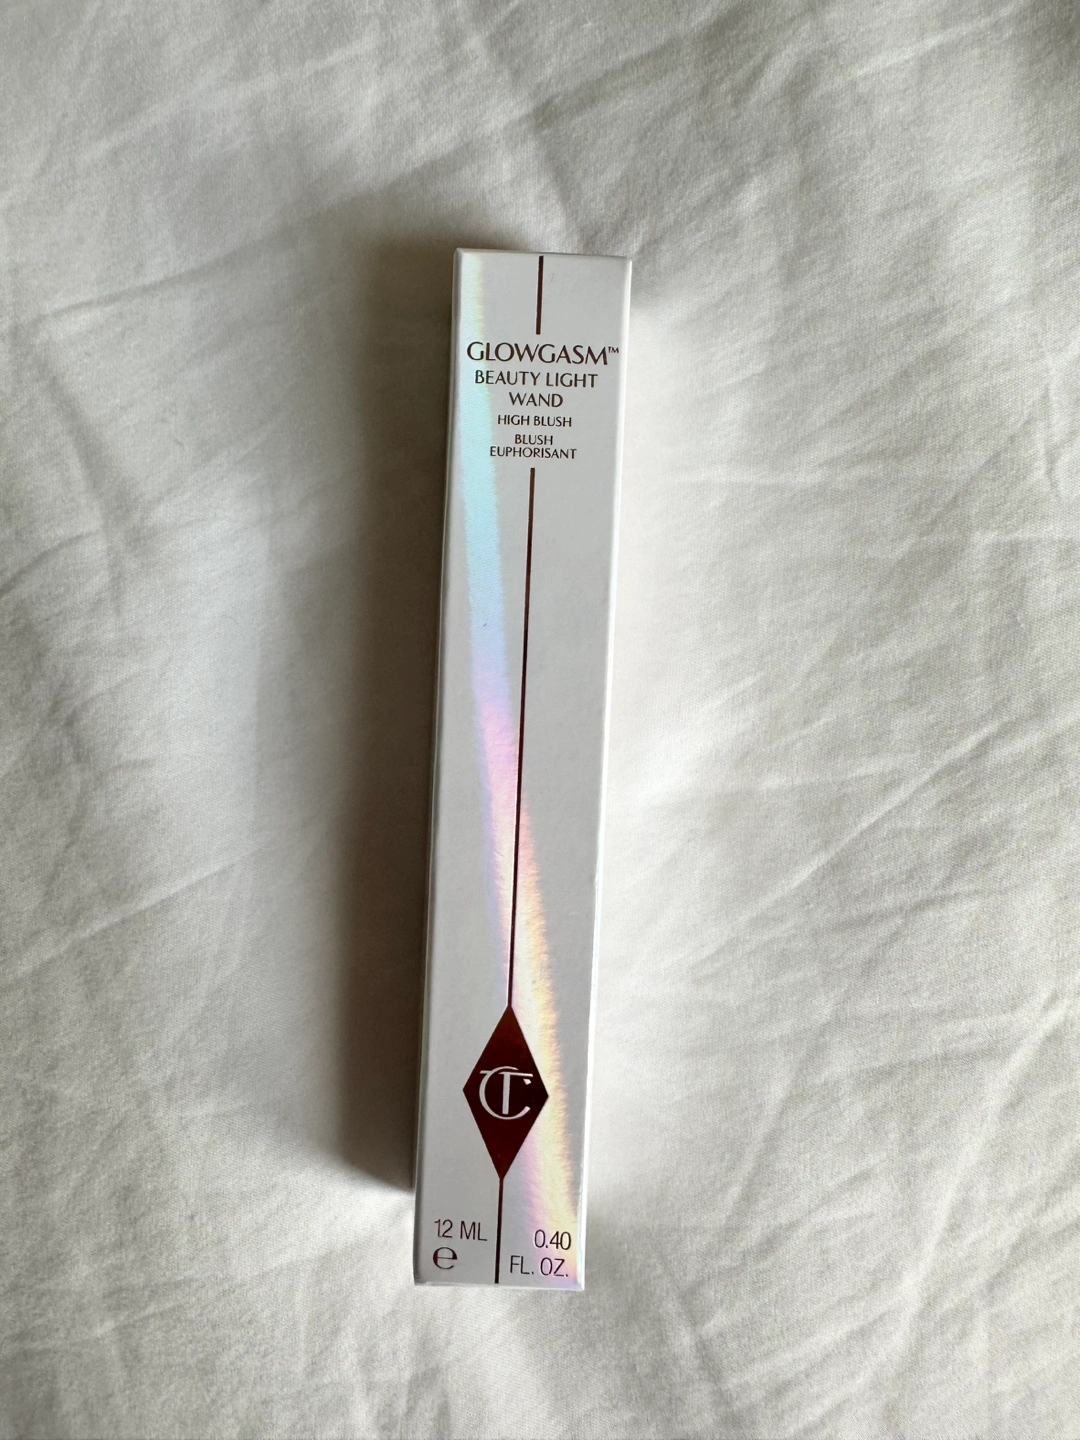 GLOWGASM™
BEAUTY LIGHT
WAND
HIGH BLUSH
BLUSH
EUPHORISANT
CT
12 ML
℮
0.40
FL. OZ.